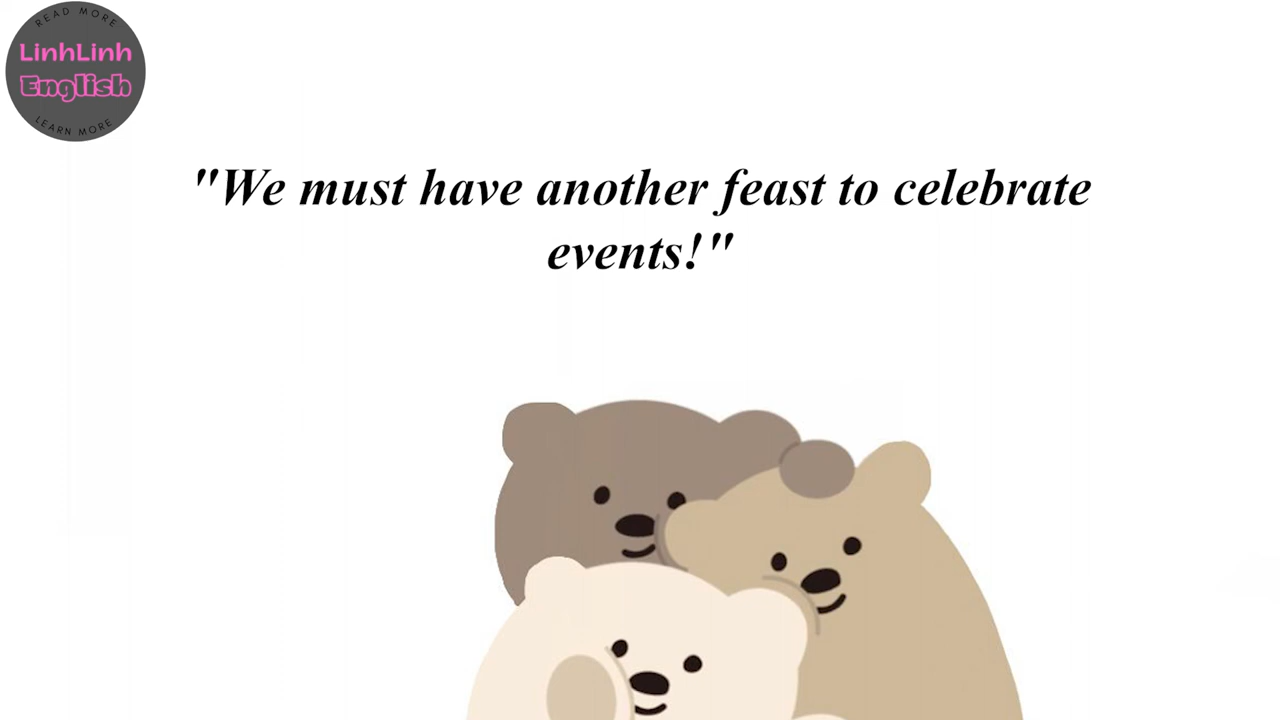 READ MORE
LinhLinh
English
LEARN MORE
"We must have another feast to celebrate
events!"